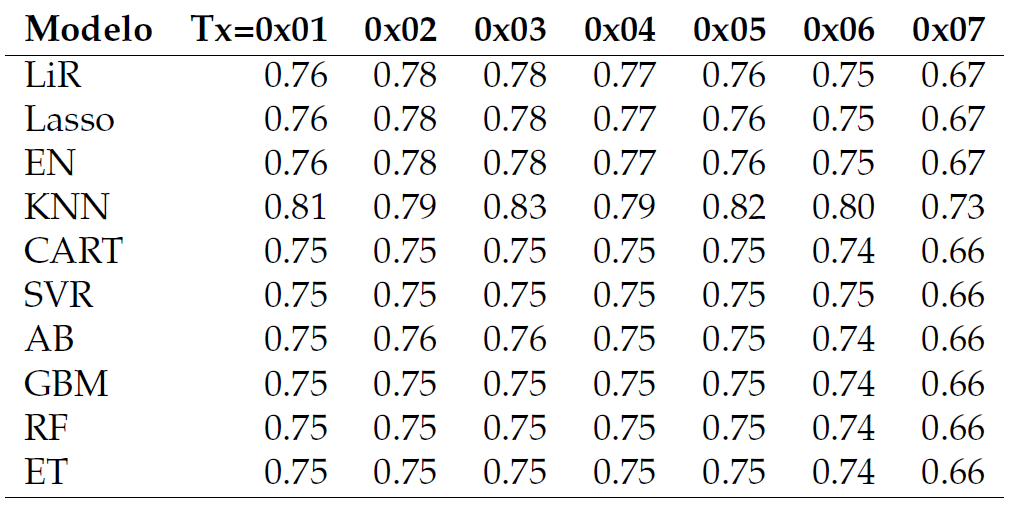 Modelo Tx=0x01 0x02 0x03 0x04 0x05 0x06 0x07
LiR 0.76 0.78 0.78 0.77 0.76 0.75 0.67
Lasso 0.76 0.78 0.78 0.77 0.76 0.75 0.67
EN 0.76 0.78 0.78 0.77 0.76 0.75 0.67
KNN 0.81 0.79 0.83 0.79 0.82 0.80 0.73
CART 0.75 0.75 0.75 0.75 0.75 0.74 0.66
SVR 0.75 0.75 0.75 0.75 0.75 0.75 0.66
AB 0.75 0.76 0.76 0.75 0.75 0.74 0.66
GBM 0.75 0.75 0.75 0.75 0.75 0.74 0.66
RF 0.75 0.75 0.75 0.75 0.75 0.74 0.66
ET 0.75 0.75 0.75 0.75 0.75 0.74 0.66